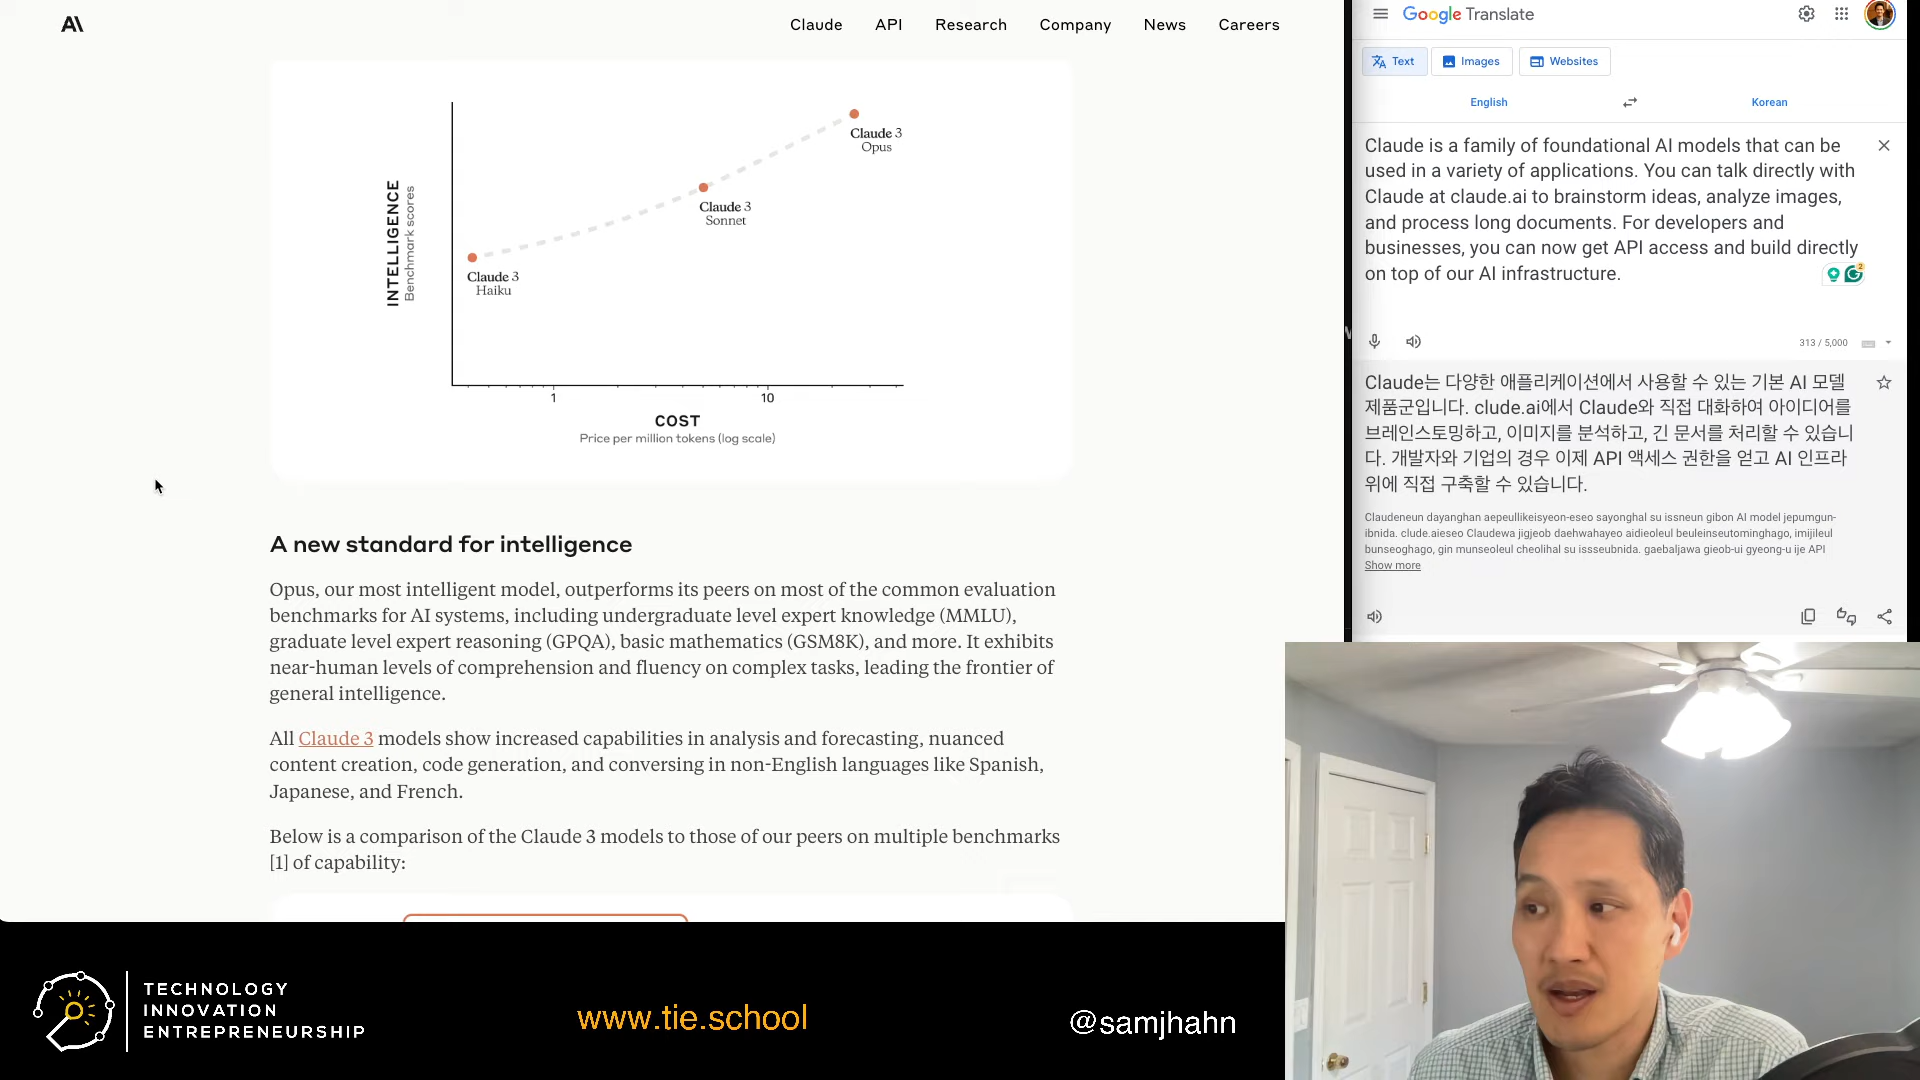 A\
Claude API Research Company News Careers
INTELLIGENCE
Benchmark scores
Claude 3
Opus
Claude 3
Sonnet
Claude 3
Haiku
1 10
COST
Price per million tokens (log scale)
A new standard for intelligence
Opus, our most intelligent model, outperforms its peers on most of the common evaluation
benchmarks for AI systems, including undergraduate level expert knowledge (MMLU),
graduate level expert reasoning (GPQA), basic mathematics (GSM8K), and more. It exhibits
near-human levels of comprehension and fluency on complex tasks, leading the frontier of
general intelligence.
All Claude 3 models show increased capabilities in analysis and forecasting, nuanced
content creation, code generation, and conversing in non-English languages like Spanish,
Japanese, and French.
Below is a comparison of the Claude 3 models to those of our peers on multiple benchmarks
[1] of capability:
Google Translate
Text Images Websites
English Korean
Claude is a family of foundational AI models that can be
used in a variety of applications. You can talk directly with
Claude at claude.ai to brainstorm ideas, analyze images,
and process long documents. For developers and
businesses, you can now get API access and build directly
on top of our AI infrastructure.
2
313 / 5,000
Claude는 다양한 애플리케이션에서 사용할 수 있는 기본 AI 모델
제품군입니다. clude.ai에서 Claude와 직접 대화하여 아이디어를
브레인스토밍하고, 이미지를 분석하고, 긴 문서를 처리할 수 있습니
다. 개발자와 기업의 경우 이제 API 액세스 권한을 얻고 AI 인프라
위에 직접 구축할 수 있습니다.
Claudeneun dayanghan aepeullikeisyeon-eseo sayonghal su issneun gibon AI model jepumgun-
ibnida. clude.aieseo Claudewa jigjeob daehwahayeo aidieoleul beuleinseutominghago, imijileul
bunseoghago, gin munseoleul cheolihal su issseubnida. gaebaljawa gieob-ui gyeong-u ije API
Show more
TECHNOLOGY
INNOVATION
ENTREPRENEURSHIP
www.tie.school
@samjhahn